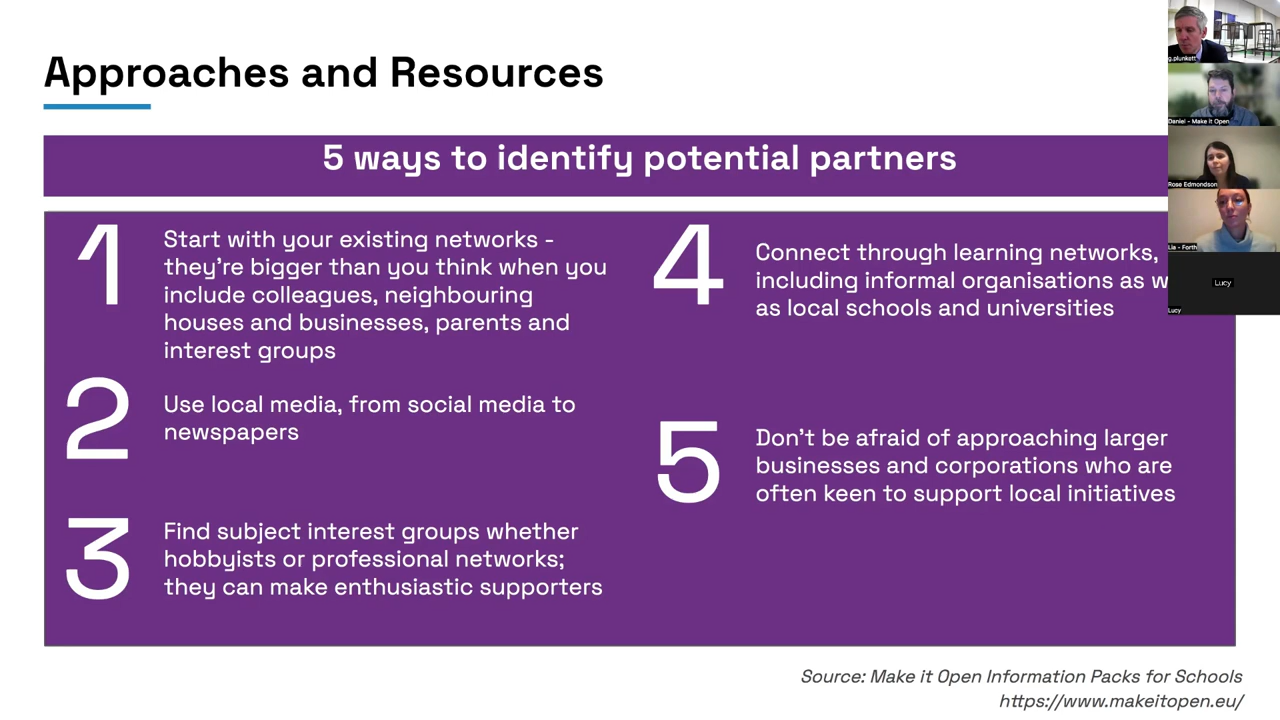 Approaches and Resources
5 ways to identify potential partners
1
Start with your existing networks -
they're bigger than you think when you
include colleagues, neighbouring
houses and businesses, parents and
interest groups
2
Use local media, from social media to
newspapers
3
Find subject interest groups whether
hobbyists or professional networks;
they can make enthusiastic supporters
4
Connect through learning networks,
including informal organisations as w
as local schools and universities
5
Don't be afraid of approaching larger
businesses and corporations who are
often keen to support local initiatives
Source: Make it Open Information Packs for Schools
https://www.makeitopen.eu/
g.plunkett
Daniel - Make it Open
Rose Edmondson
Lia - Forth
Lucy
Lucy